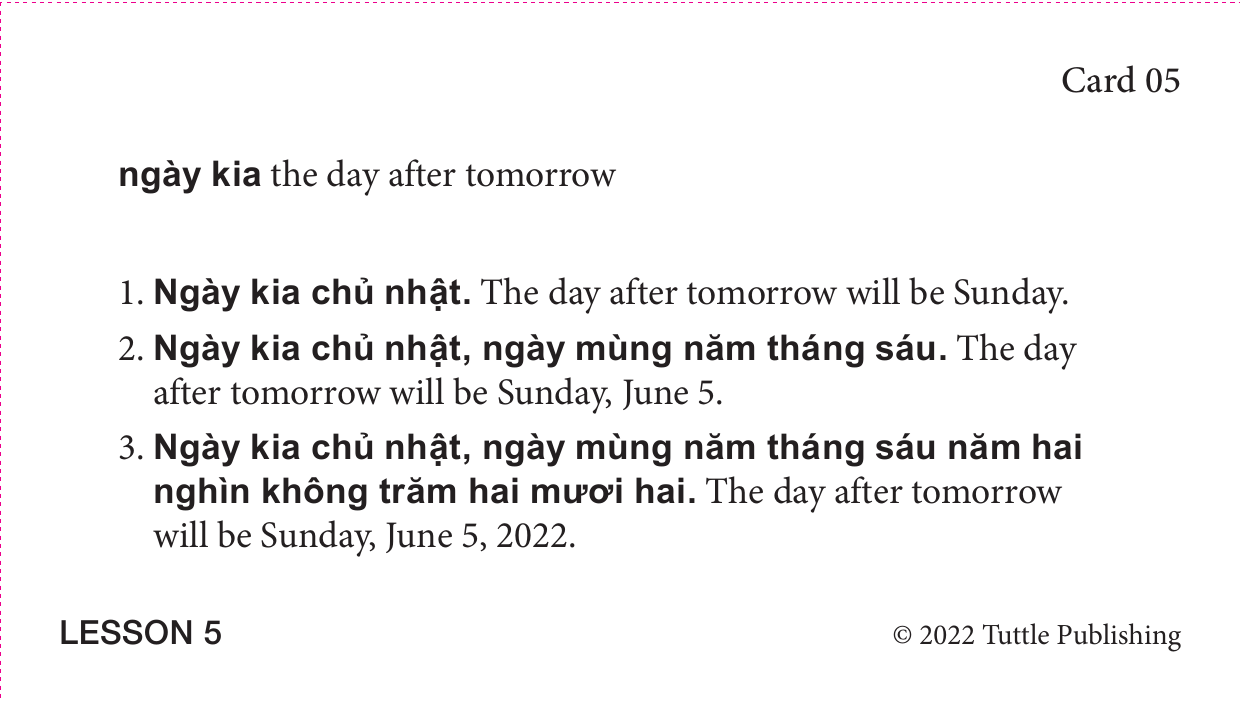 Card 05
ngày kia the day after tomorrow
1. Ngày kia chủ nhật. The day after tomorrow will be Sunday.
2. Ngày kia chủ nhật, ngày mùng năm tháng sáu. The day
after tomorrow will be Sunday, June 5.
3. Ngày kia chủ nhật, ngày mùng năm tháng sáu năm hai
nghìn không trăm hai mươi hai. The day after tomorrow
will be Sunday, June 5, 2022.
LESSON 5
© 2022 Tuttle Publishing